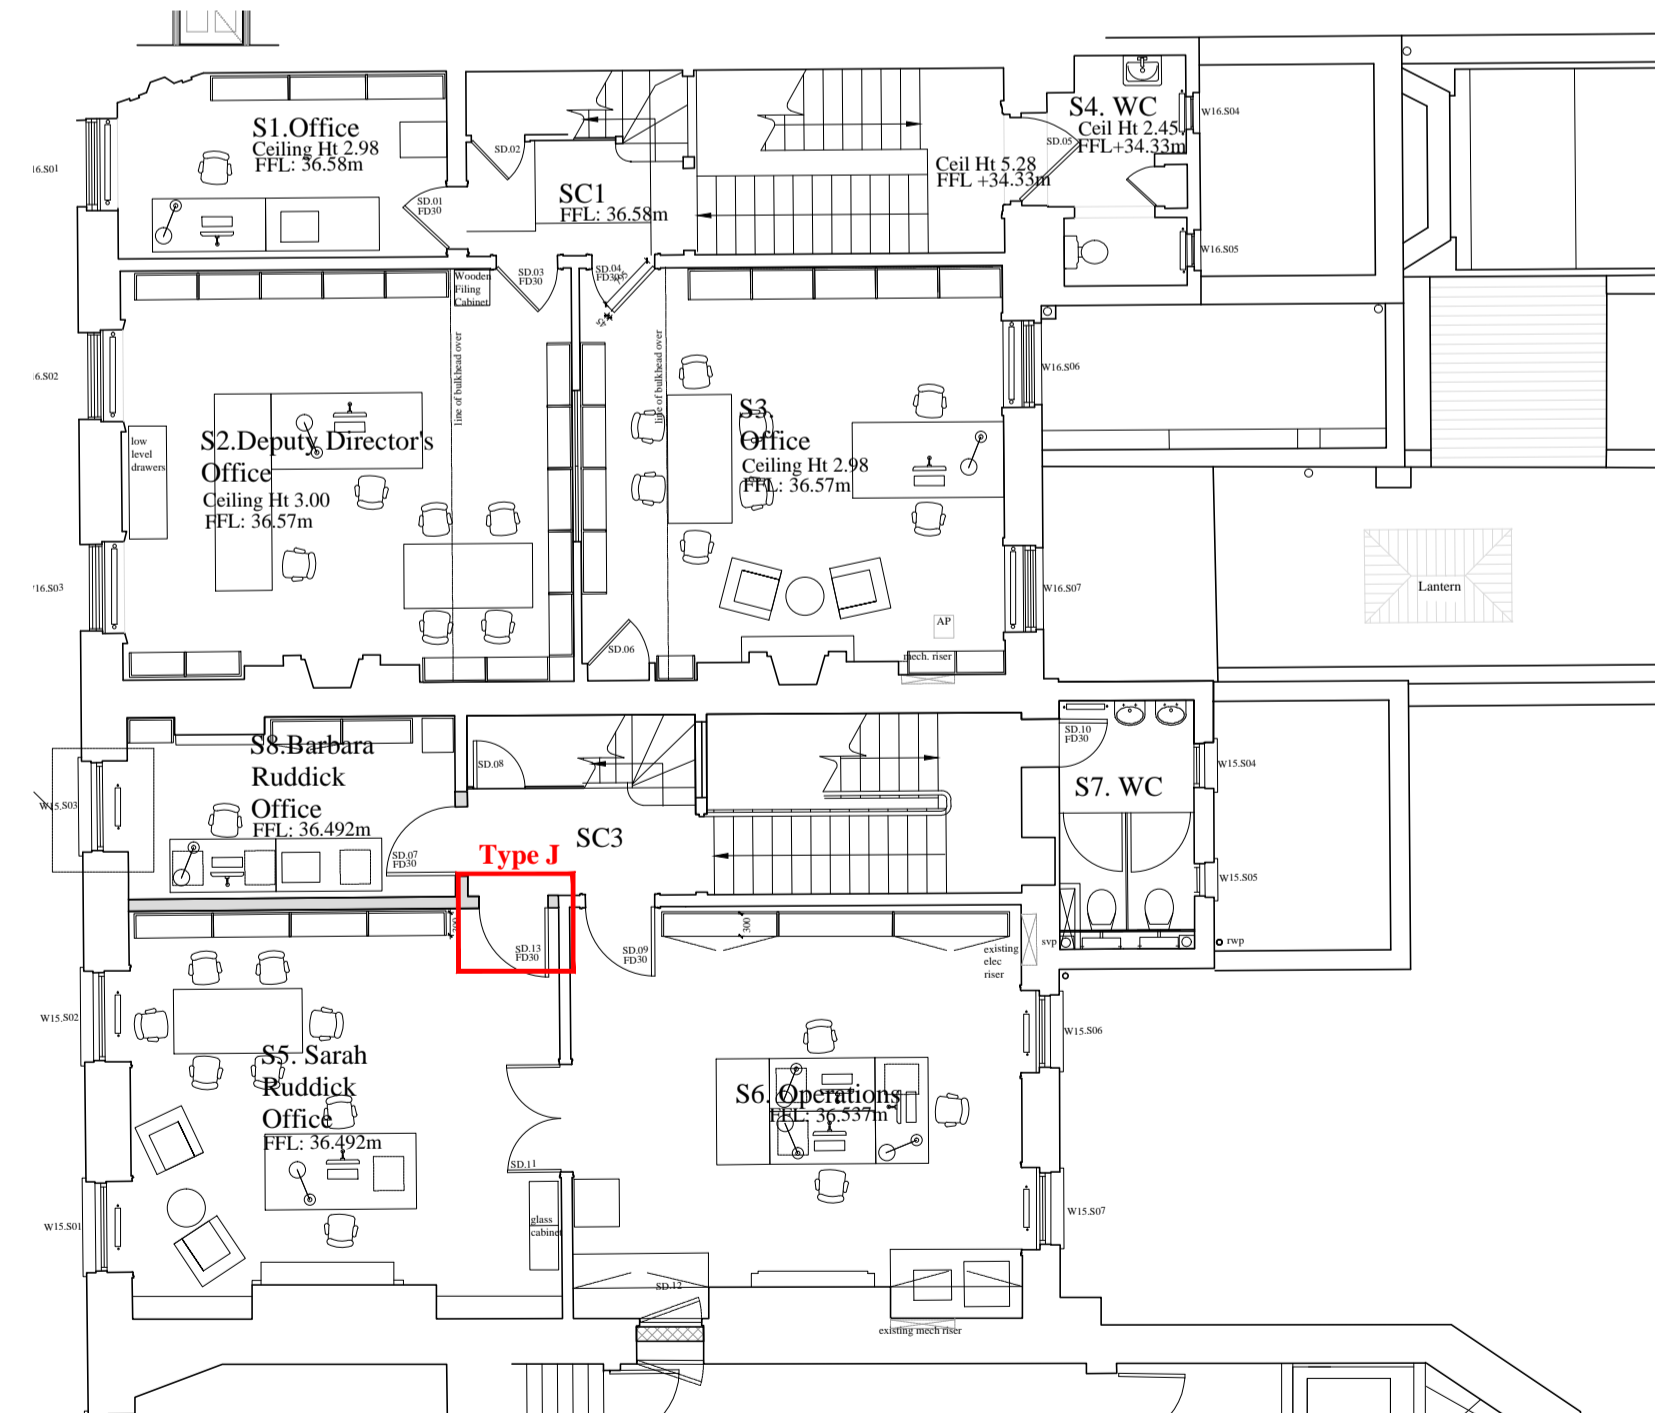 S1.Office
Ceiling Ht 2.98
FFL: 36.58m
SD.01
FD30
SD.02
SC1
FFL: 36.58m
Ceil Ht 5.28
FFL +34.33m
S4. WC
Ceil Ht 2.45
FFL+34.33m
SD.05
W16.S04
W16.S05
16.S01
Wooden
Filing
Cabinet
SD.03
FD30
SD.04
FD30
6.S02
line of bulkhead over
line of bulkhead over
W16.S06
low
level
drawers
S2.Deputy Director's
Office
Ceiling Ht 3.00
FFL: 36.57m
S3.
Office
Ceiling Ht 2.98
FFL: 36.57m
16.S03
W16.S07
Lantern
AP
SD.06
mech. riser
S8.Barbara
Ruddick
Office
FFL: 36.492m
SD.08
SD.10
FD30
S7. WC
W15.S04
W15.S03
SC3
SD.07
FD30
Type J
W15.S05
SD.13
FD30
SD.09
FD30
300
existing
elec
riser
svp
rwp
W15.S02
W15.S06
S5. Sarah
Ruddick
Office
FFL: 36.492m
S6. Operations
FFL: 36.537m
SD.11
W15.S01
W15.S07
glass
cabinet
SD.12
existing mech riser